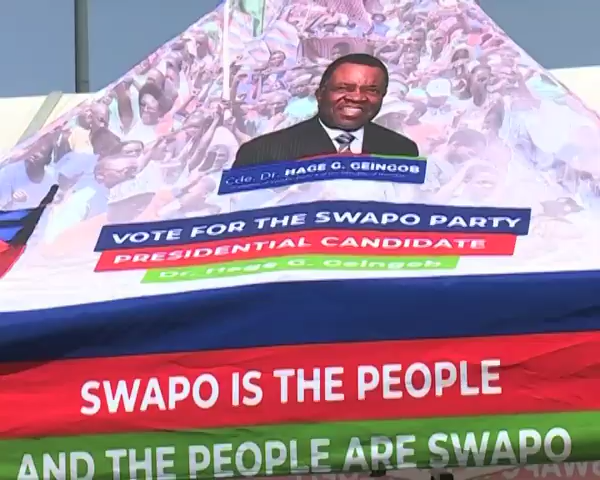 Cde. Dr. HAGE G. GEINGOB
VOTE FOR THE SWAPO PARTY
PRESIDENTIAL CANDIDATE
Dr. Hage G. Geingob
SWAPO IS THE PEOPLE
AND THE PEOPLE ARE SWAPO